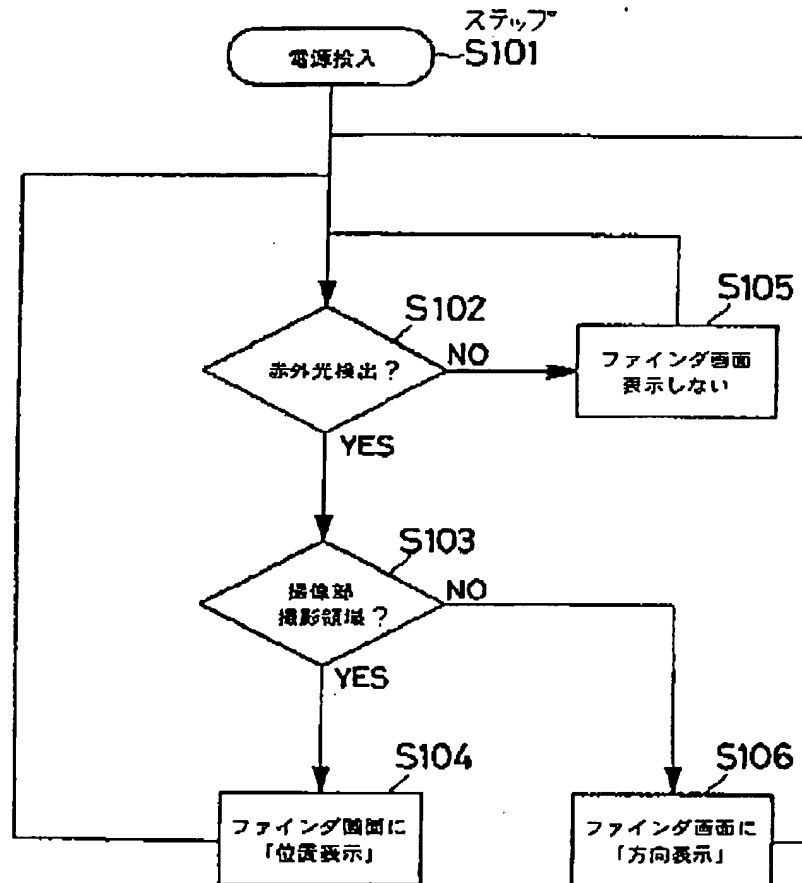 ステップ
電源投入
S101
S102
赤外光検出？
NO
YES
S105
ファインダ画面
表示しない
S103
撮像部
撮影領域？
NO
YES
S104
ファインダ画面に
「位置表示」
S106
ファインダ画面に
「方向表示」